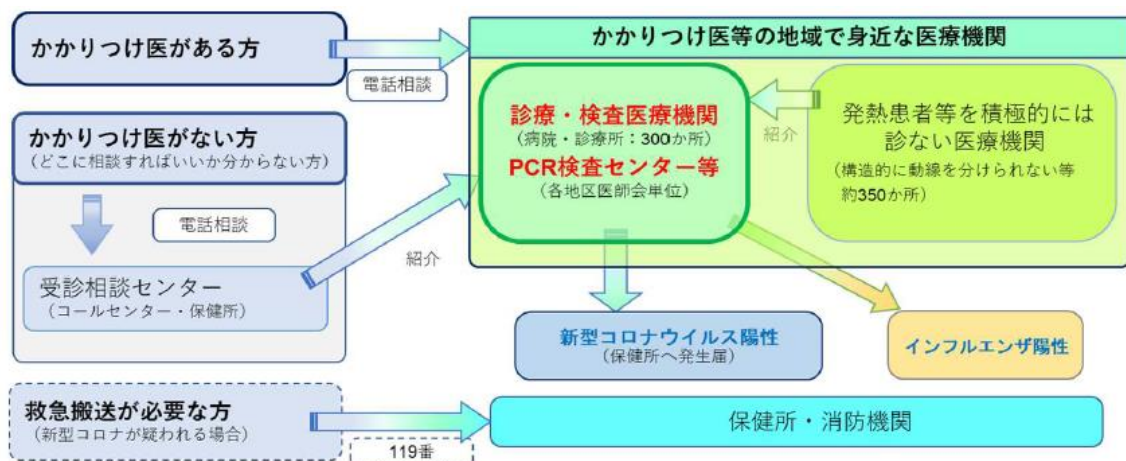 かかりつけ医がある方
電話相談
かかりつけ医がない方
(どこに相談すればいいか分からない方)
電話相談
受診相談センター
(コールセンター・保健所)
紹介
かかりつけ医等の地域で身近な医療機関
診療・検査医療機関
(病院・診療所:300か所)
PCR検査センター等
(各地区医師会単位)
紹介
発熱患者等を積極的には
診ない医療機関
(構造的に動線を分けられない等
約350か所)
新型コロナウイルス陽性
(保健所へ発生届)
インフルエンザ陽性
救急搬送が必要な方
(新型コロナが疑われる場合)
119番
保健所・消防機関